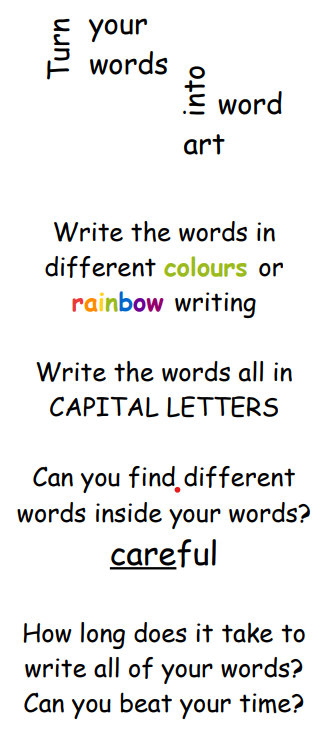 Turn your
words
into word
art
Write the words in
different colours or
rainbow writing
Write the words all in
CAPITAL LETTERS
Can you find different
words inside your words?
careful
How long does it take to
write all of your words?
Can you beat your time?